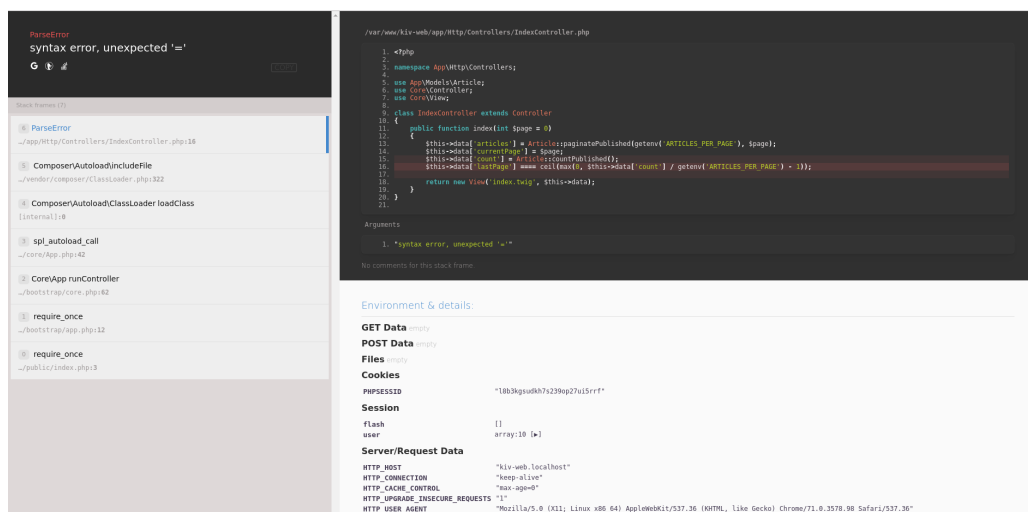 ParseError
syntax error, unexpected '='
G
COPY
Stack frames (7)
6 ParseError
…/app/Http/Controllers/IndexController.php:16
5 Composer\Autoload\includeFile
…/vendor/composer/ClassLoader.php:322
4 Composer\Autoload\ClassLoader loadClass
[internal]:0
3 spl_autoload_call
…/core/App.php:42
2 Core\App runController
…/bootstrap/core.php:62
1 require_once
…/bootstrap/app.php:12
0 require_once
…/public/index.php:3
/var/www/kiv-web/app/Http/Controllers/IndexController.php
1. <?php
2.
3. namespace App\Http\Controllers;
4.
5. use App\Models\Article;
6. use Core\Controller;
7. use Core\View;
8.
9. class IndexController extends Controller
10. {
11. public function index(int $page = 0)
12. {
13. $this->data['articles'] = Article::paginatePublished(getenv('ARTICLES_PER_PAGE'), $page);
14. $this->data['currentPage'] = $page;
15. $this->data['count'] = Article::countPublished();
16. $this->data['lastPage'] ==== ceil(max(0, $this->data['count'] / getenv('ARTICLES_PER_PAGE') - 1));
17.
18. return new View('index.twig', $this->data);
19. }
20. }
21.
Arguments
1. "syntax error, unexpected '='"
No comments for this stack frame.
Environment & details:
GET Data empty
POST Data empty
Files empty
Cookies
PHPSESSID "l8b3kgsudkh7s239op27ui5rrf"
Session
flash []
user array:10 [▶]
Server/Request Data
HTTP_HOST "kiv-web.localhost"
HTTP_CONNECTION "keep-alive"
HTTP_CACHE_CONTROL "max-age=0"
HTTP_UPGRADE_INSECURE_REQUESTS "1"
HTTP_USER_AGENT "Mozilla/5.0 (X11; Linux x86_64) AppleWebKit/537.36 (KHTML, like Gecko) Chrome/71.0.3578.98 Safari/537.36"